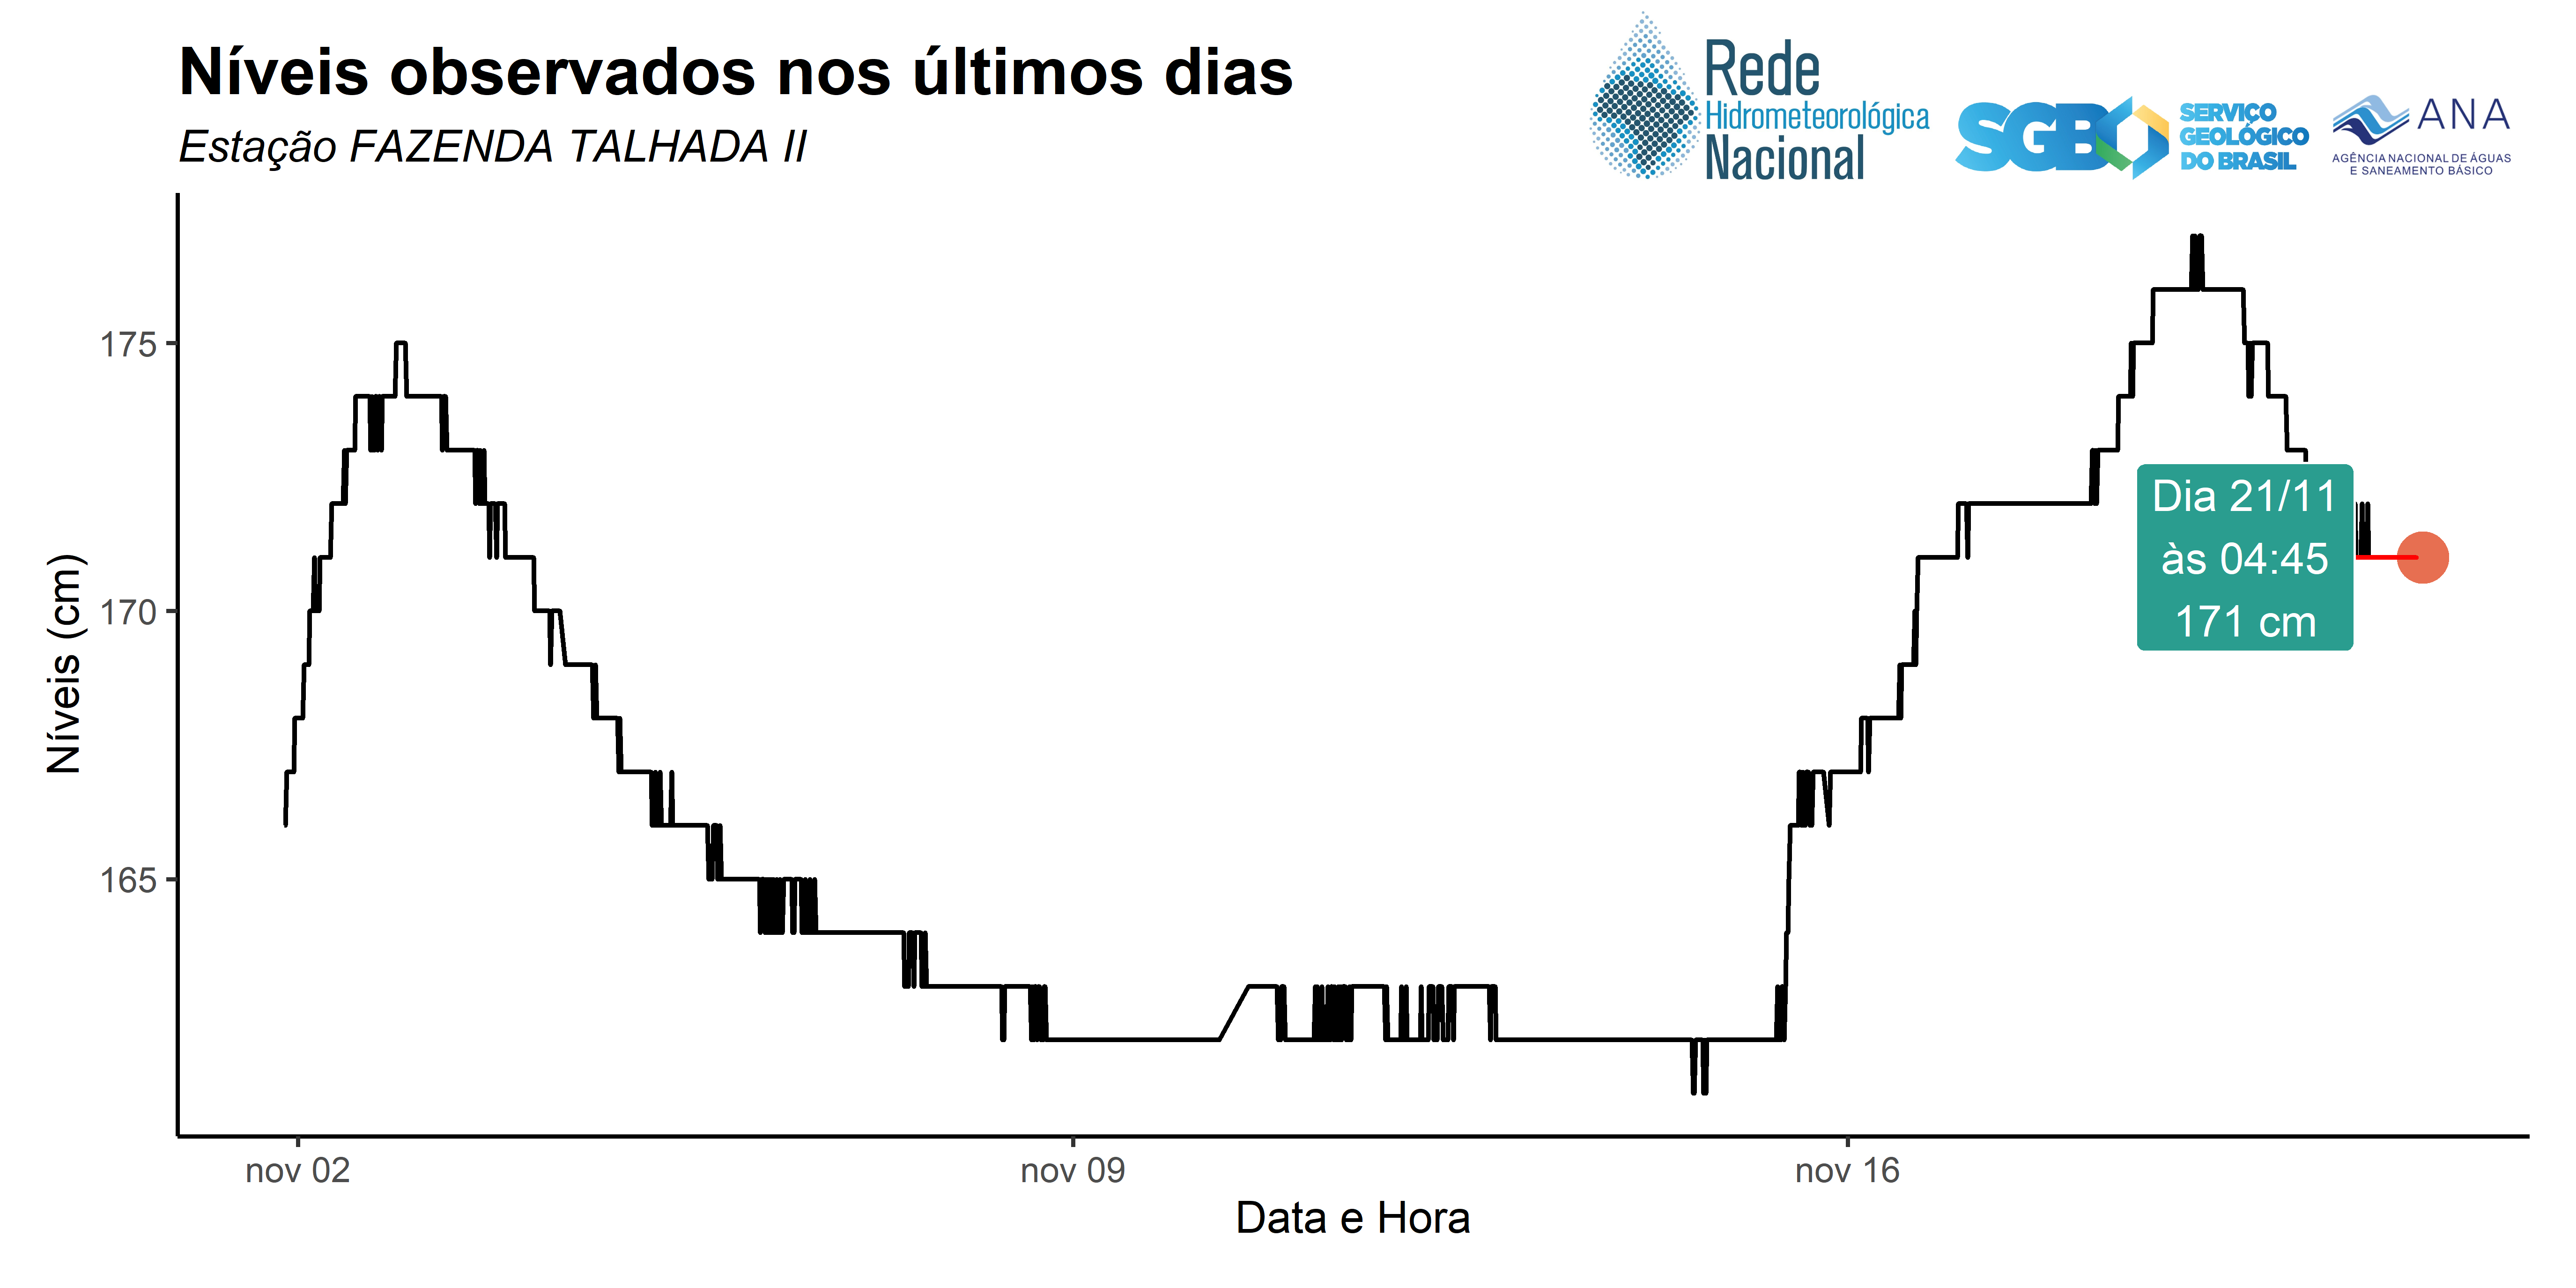 Níveis observados nos últimos dias
Estação FAZENDA TALHADA II
Rede
Hidrometeorológica
Nacional
SGB
SERVIÇO
GEOLÓGICO
DO BRASIL
ANA
AGÊNCIA NACIONAL DE ÁGUAS
E SANEAMENTO BÁSICO
Níveis (cm)
175
170
165
Dia 21/11
às 04:45
171 cm
nov 02
nov 09
nov 16
Data e Hora